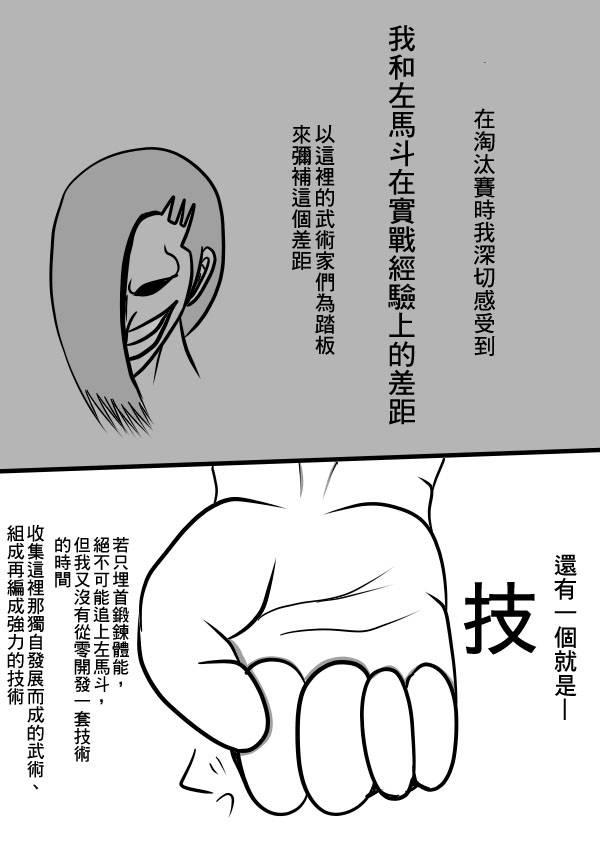 在淘汰賽時我深切感受到
我和左馬斗在實戰經驗上的差距
以這裡的武術家們為踏板
來彌補這個差距
還有一個就是—
技
若只埋首鍛鍊體能，
絕不可能追上左馬斗，
但我又沒有從零開發一套技術
的時間
收集這裡那獨自發展而成的武術、
組成再編成強力的技術